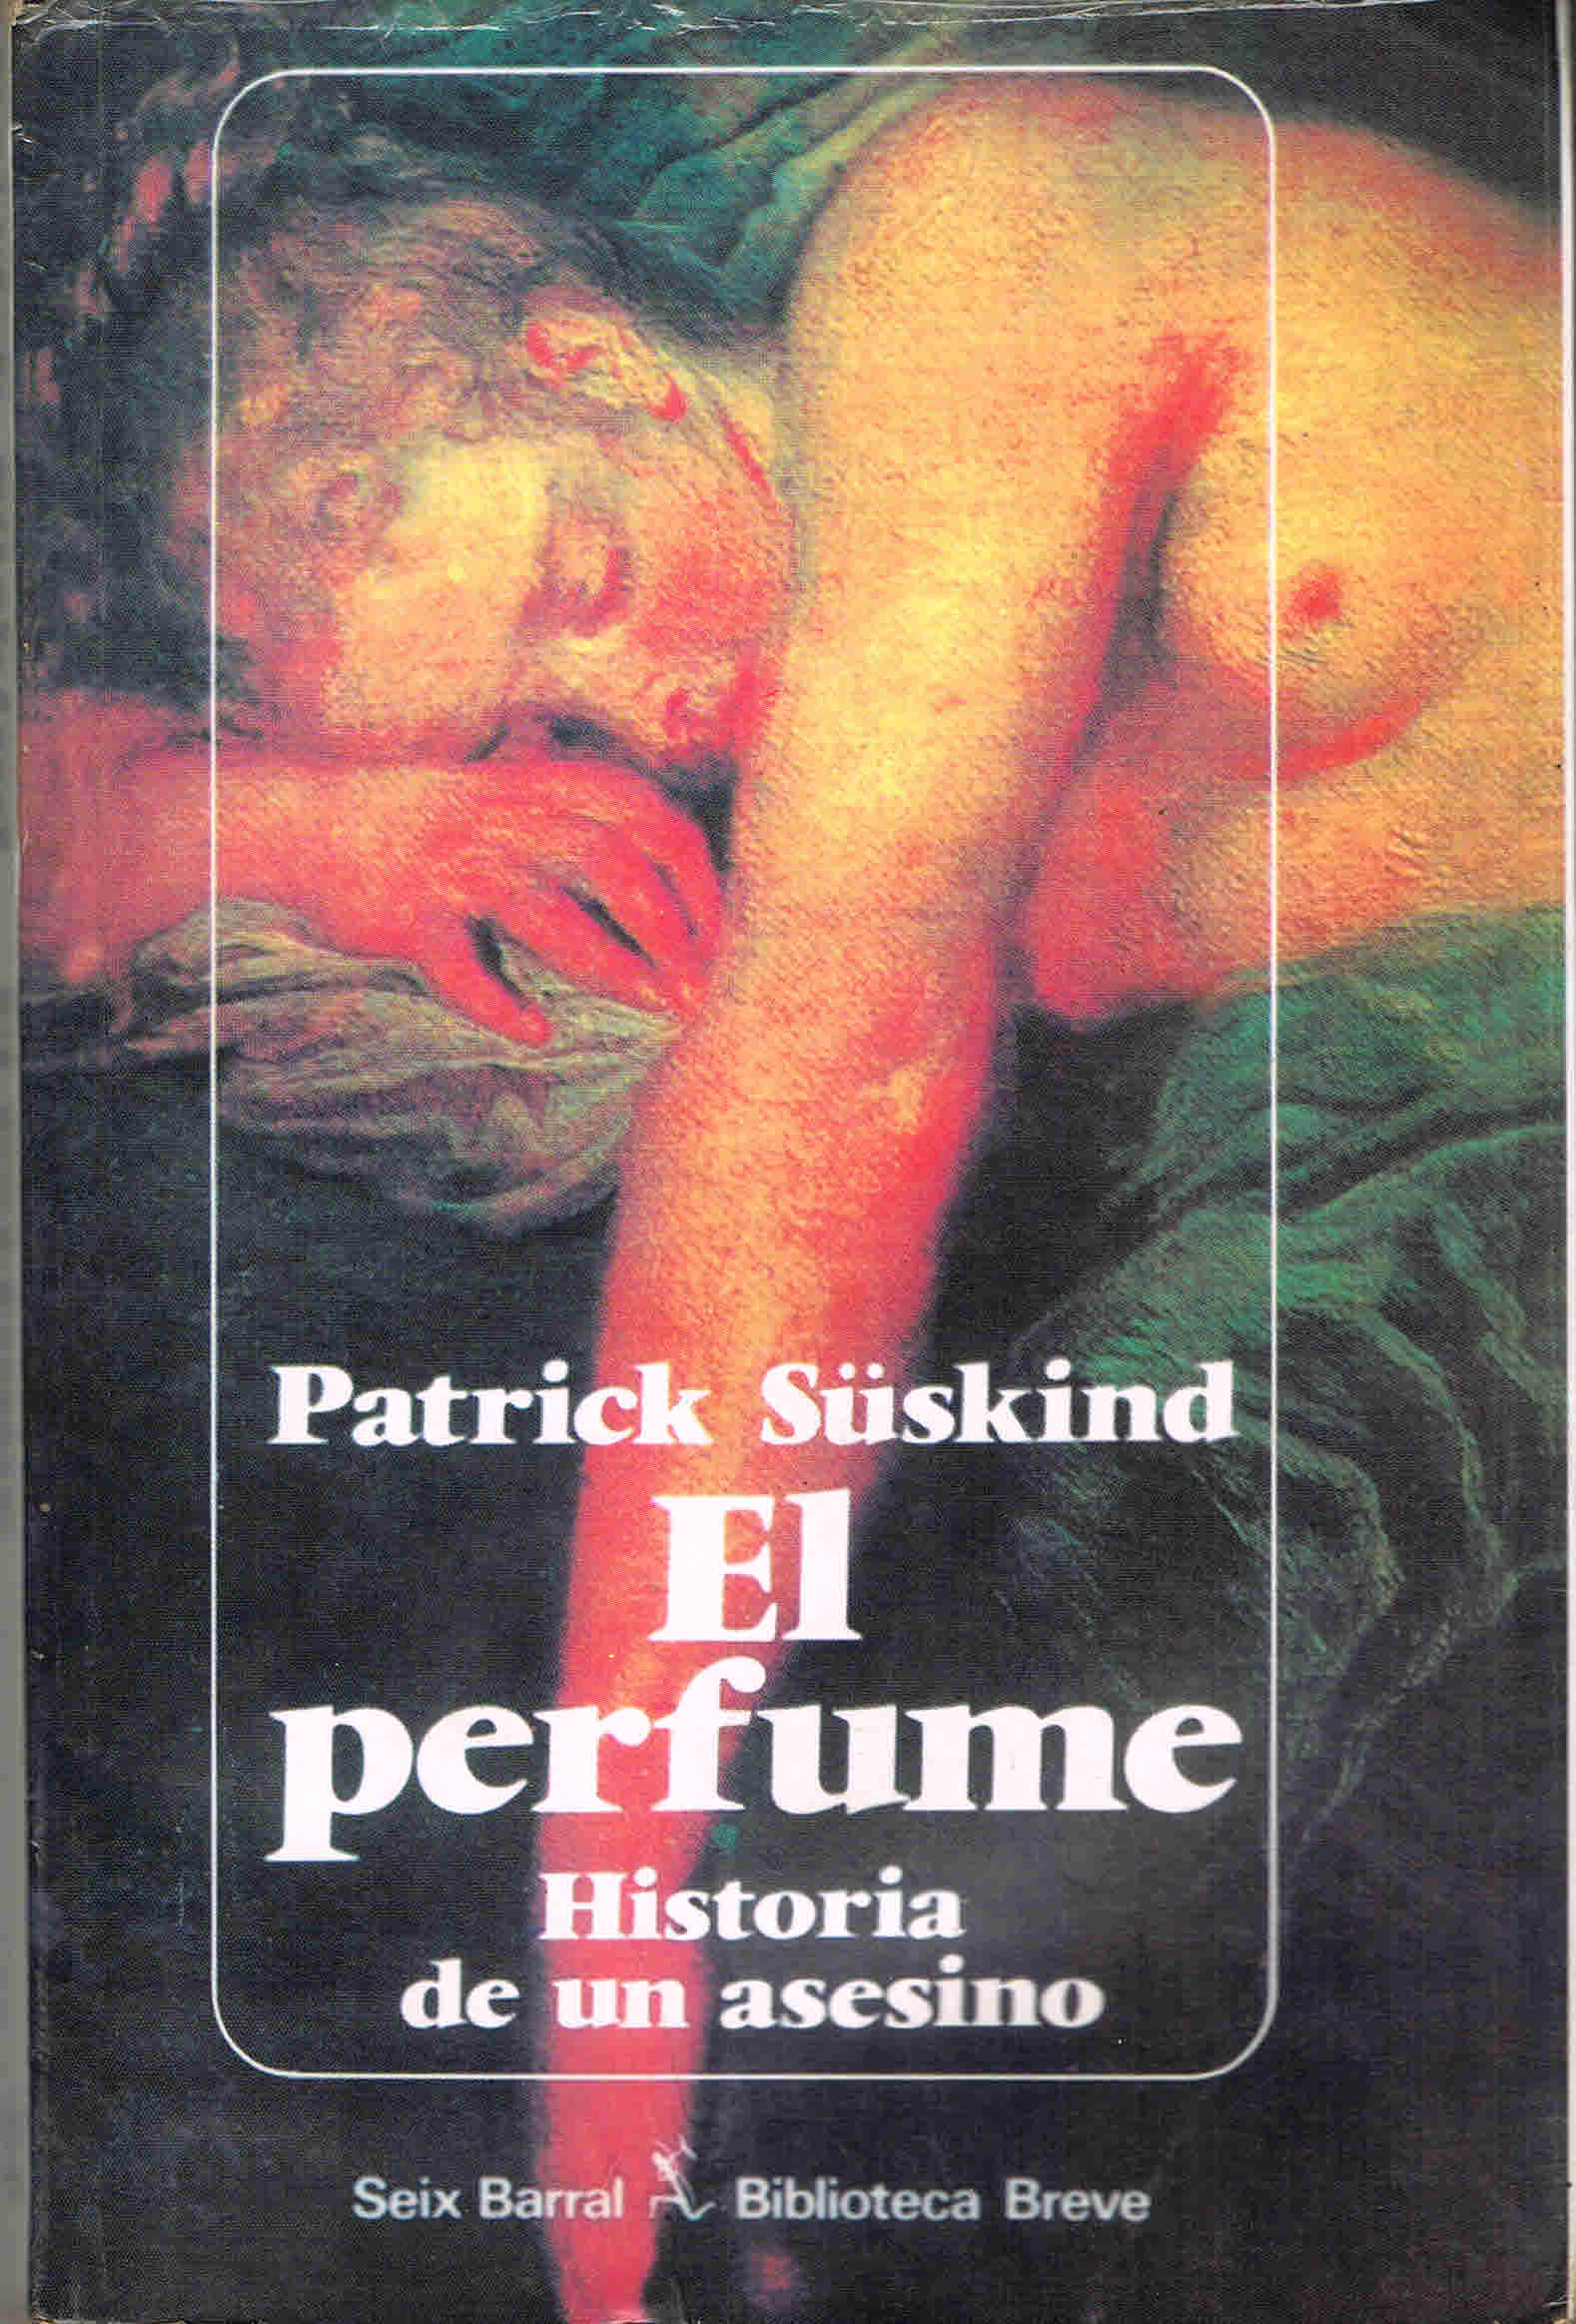 Patrick Süskind
El
perfume
Historia
de un asesino
Seix Barral Biblioteca Breve